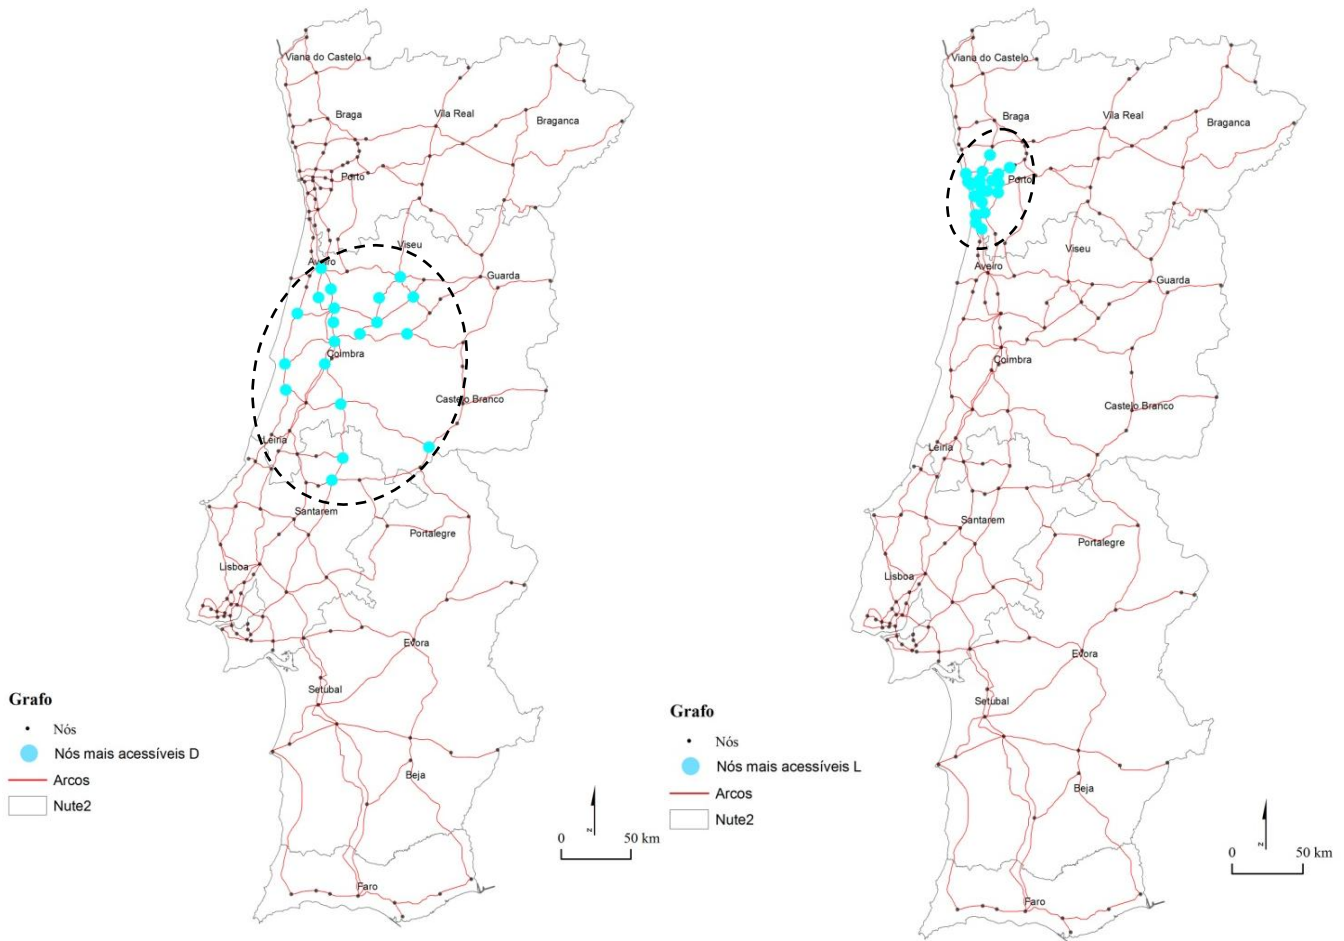 Viana do Castelo
Braga
Vila Real
Braganca
Porto
Viseu
Aveiro
Guarda
Coimbra
Castelo Branco
Leiria
Santarem
Portalegre
Lisboa
Evora
Setubal
Beja
Faro
Grafo
Nós
Nós mais acessíveis D
Arcos
Nute2
N
0 50 km
Viana do Castelo
Braga
Vila Real
Braganca
Porto
Viseu
Aveiro
Guarda
Coimbra
Castelo Branco
Leiria
Santarem
Portalegre
Lisboa
Evora
Setubal
Beja
Faro
Grafo
Nós
Nós mais acessíveis L
Arcos
Nute2
N
0 50 km